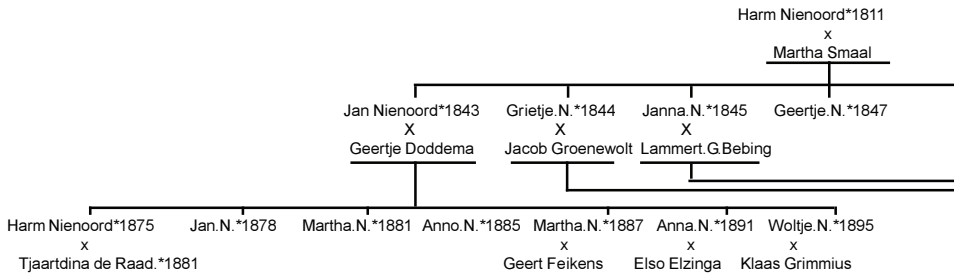 Harm Nienoord*1811
x
Martha Smaal
Jan Nienoord*1843 Grietje.N.*1844 Janna.N.*1845 Geertje.N.*1847
X X X
Geertje Doddema Jacob Groenewolt Lammert.G.Bebing
Harm Nienoord*1875 Jan.N.*1878 Martha.N.*1881 Anno.N.*1885 Martha.N.*1887 Anna.N.*1891 Woltje.N.*1895
x x x x
Tjaartdina de Raad.*1881 Geert Feikens Elso Elzinga Klaas Grimmius